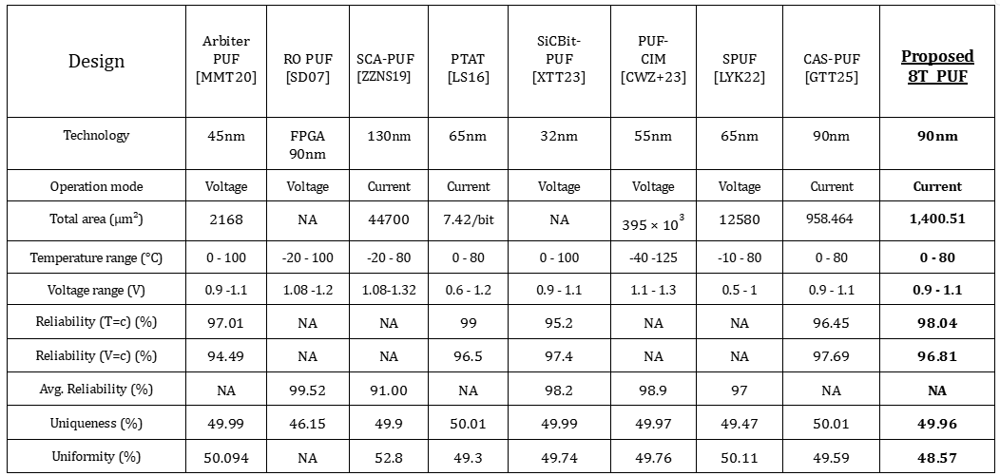 Design | Arbiter PUF [MMT20] | RO PUF [SD07] | SCA-PUF [ZZNS19] | PTAT [LS16] | SiCBit-PUF [XTT23] | PUF-CIM [CWZ+23] | SPUF [LYK22] | CAS-PUF [GTT25] | Proposed 8T PUF
Technology | 45nm | FPGA 90nm | 130nm | 65nm | 32nm | 55nm | 65nm | 90nm | 90nm
Operation mode | Voltage | Voltage | Current | Current | Voltage | Voltage | Voltage | Current | Current
Total area (μm²) | 2168 | NA | 44700 | 7.42/bit | NA | 395 × 10³ | 12580 | 958.464 | 1,400.51
Temperature range (°C) | 0 - 100 | -20 - 100 | -20 - 80 | 0 - 80 | 0 - 100 | -40 -125 | -10 - 80 | 0 - 80 | 0 - 80
Voltage range (V) | 0.9 -1.1 | 1.08 -1.2 | 1.08-1.32 | 0.6 - 1.2 | 0.9 - 1.1 | 1.1 - 1.3 | 0.5 - 1 | 0.9 - 1.1 | 0.9 - 1.1
Reliability (T=c) (%) | 97.01 | NA | NA | 99 | 95.2 | NA | NA | 96.45 | 98.04
Reliability (V=c) (%) | 94.49 | NA | NA | 96.5 | 97.4 | NA | NA | 97.69 | 96.81
Avg. Reliability (%) | NA | 99.52 | 91.00 | NA | 98.2 | 98.9 | 97 | NA | NA
Uniqueness (%) | 49.99 | 46.15 | 49.9 | 50.01 | 49.99 | 49.97 | 49.47 | 50.01 | 49.96
Uniformity (%) | 50.094 | NA | 52.8 | 49.3 | 49.74 | 49.76 | 50.11 | 49.59 | 48.57